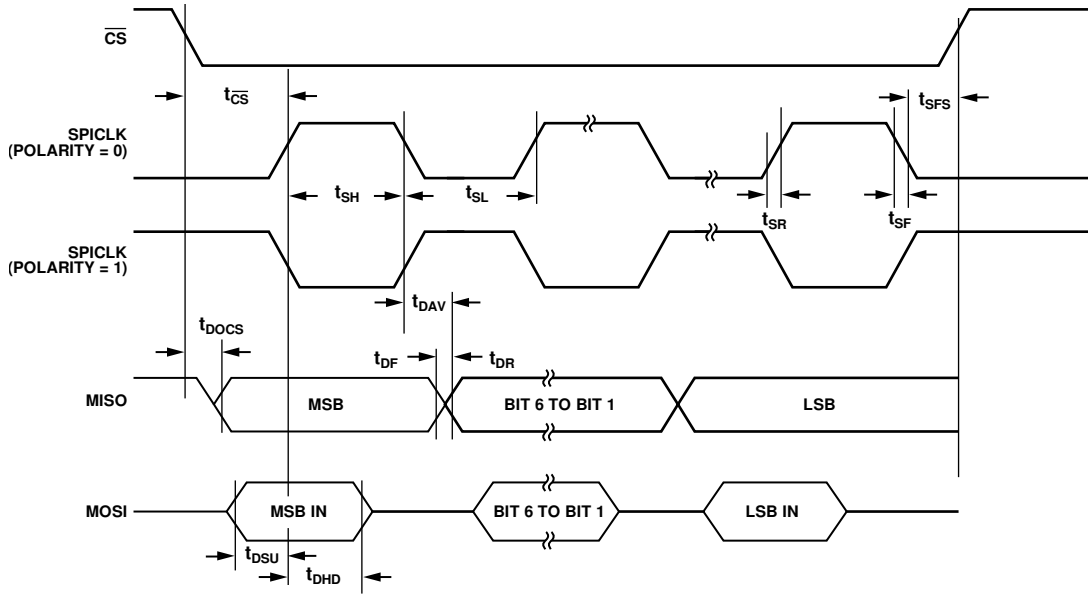 CS
tCS
tSFS
SPICLK
(POLARITY = 0)
tSH
tSL
tSR
tSF
SPICLK
(POLARITY = 1)
tDAV
tDOCS
tDF
tDR
MISO
MSB
BIT 6 TO BIT 1
LSB
MOSI
MSB IN
BIT 6 TO BIT 1
LSB IN
tDSU
tDHD